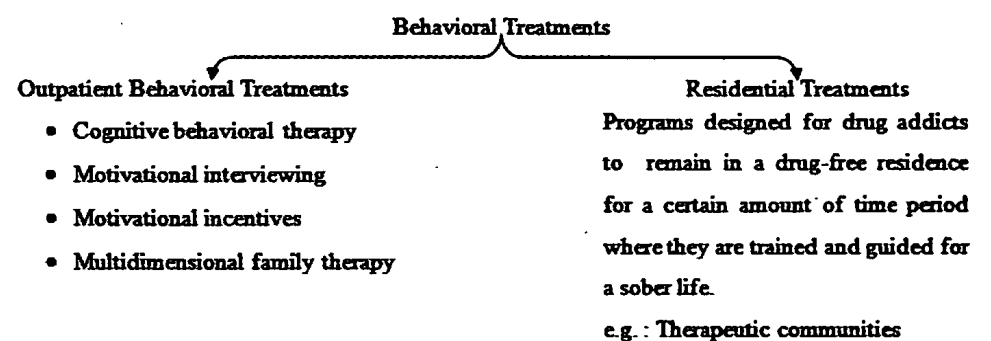 Behavioral Treatments
Outpatient Behavioral Treatments
• Cognitive behavioral therapy
• Motivational interviewing
• Motivational incentives
• Multidimensional family therapy
Residential Treatments
Programs designed for drug addicts
to remain in a drug-free residence
for a certain amount of time period
where they are trained and guided for
a sober life.
e.g. : Therapeutic communities